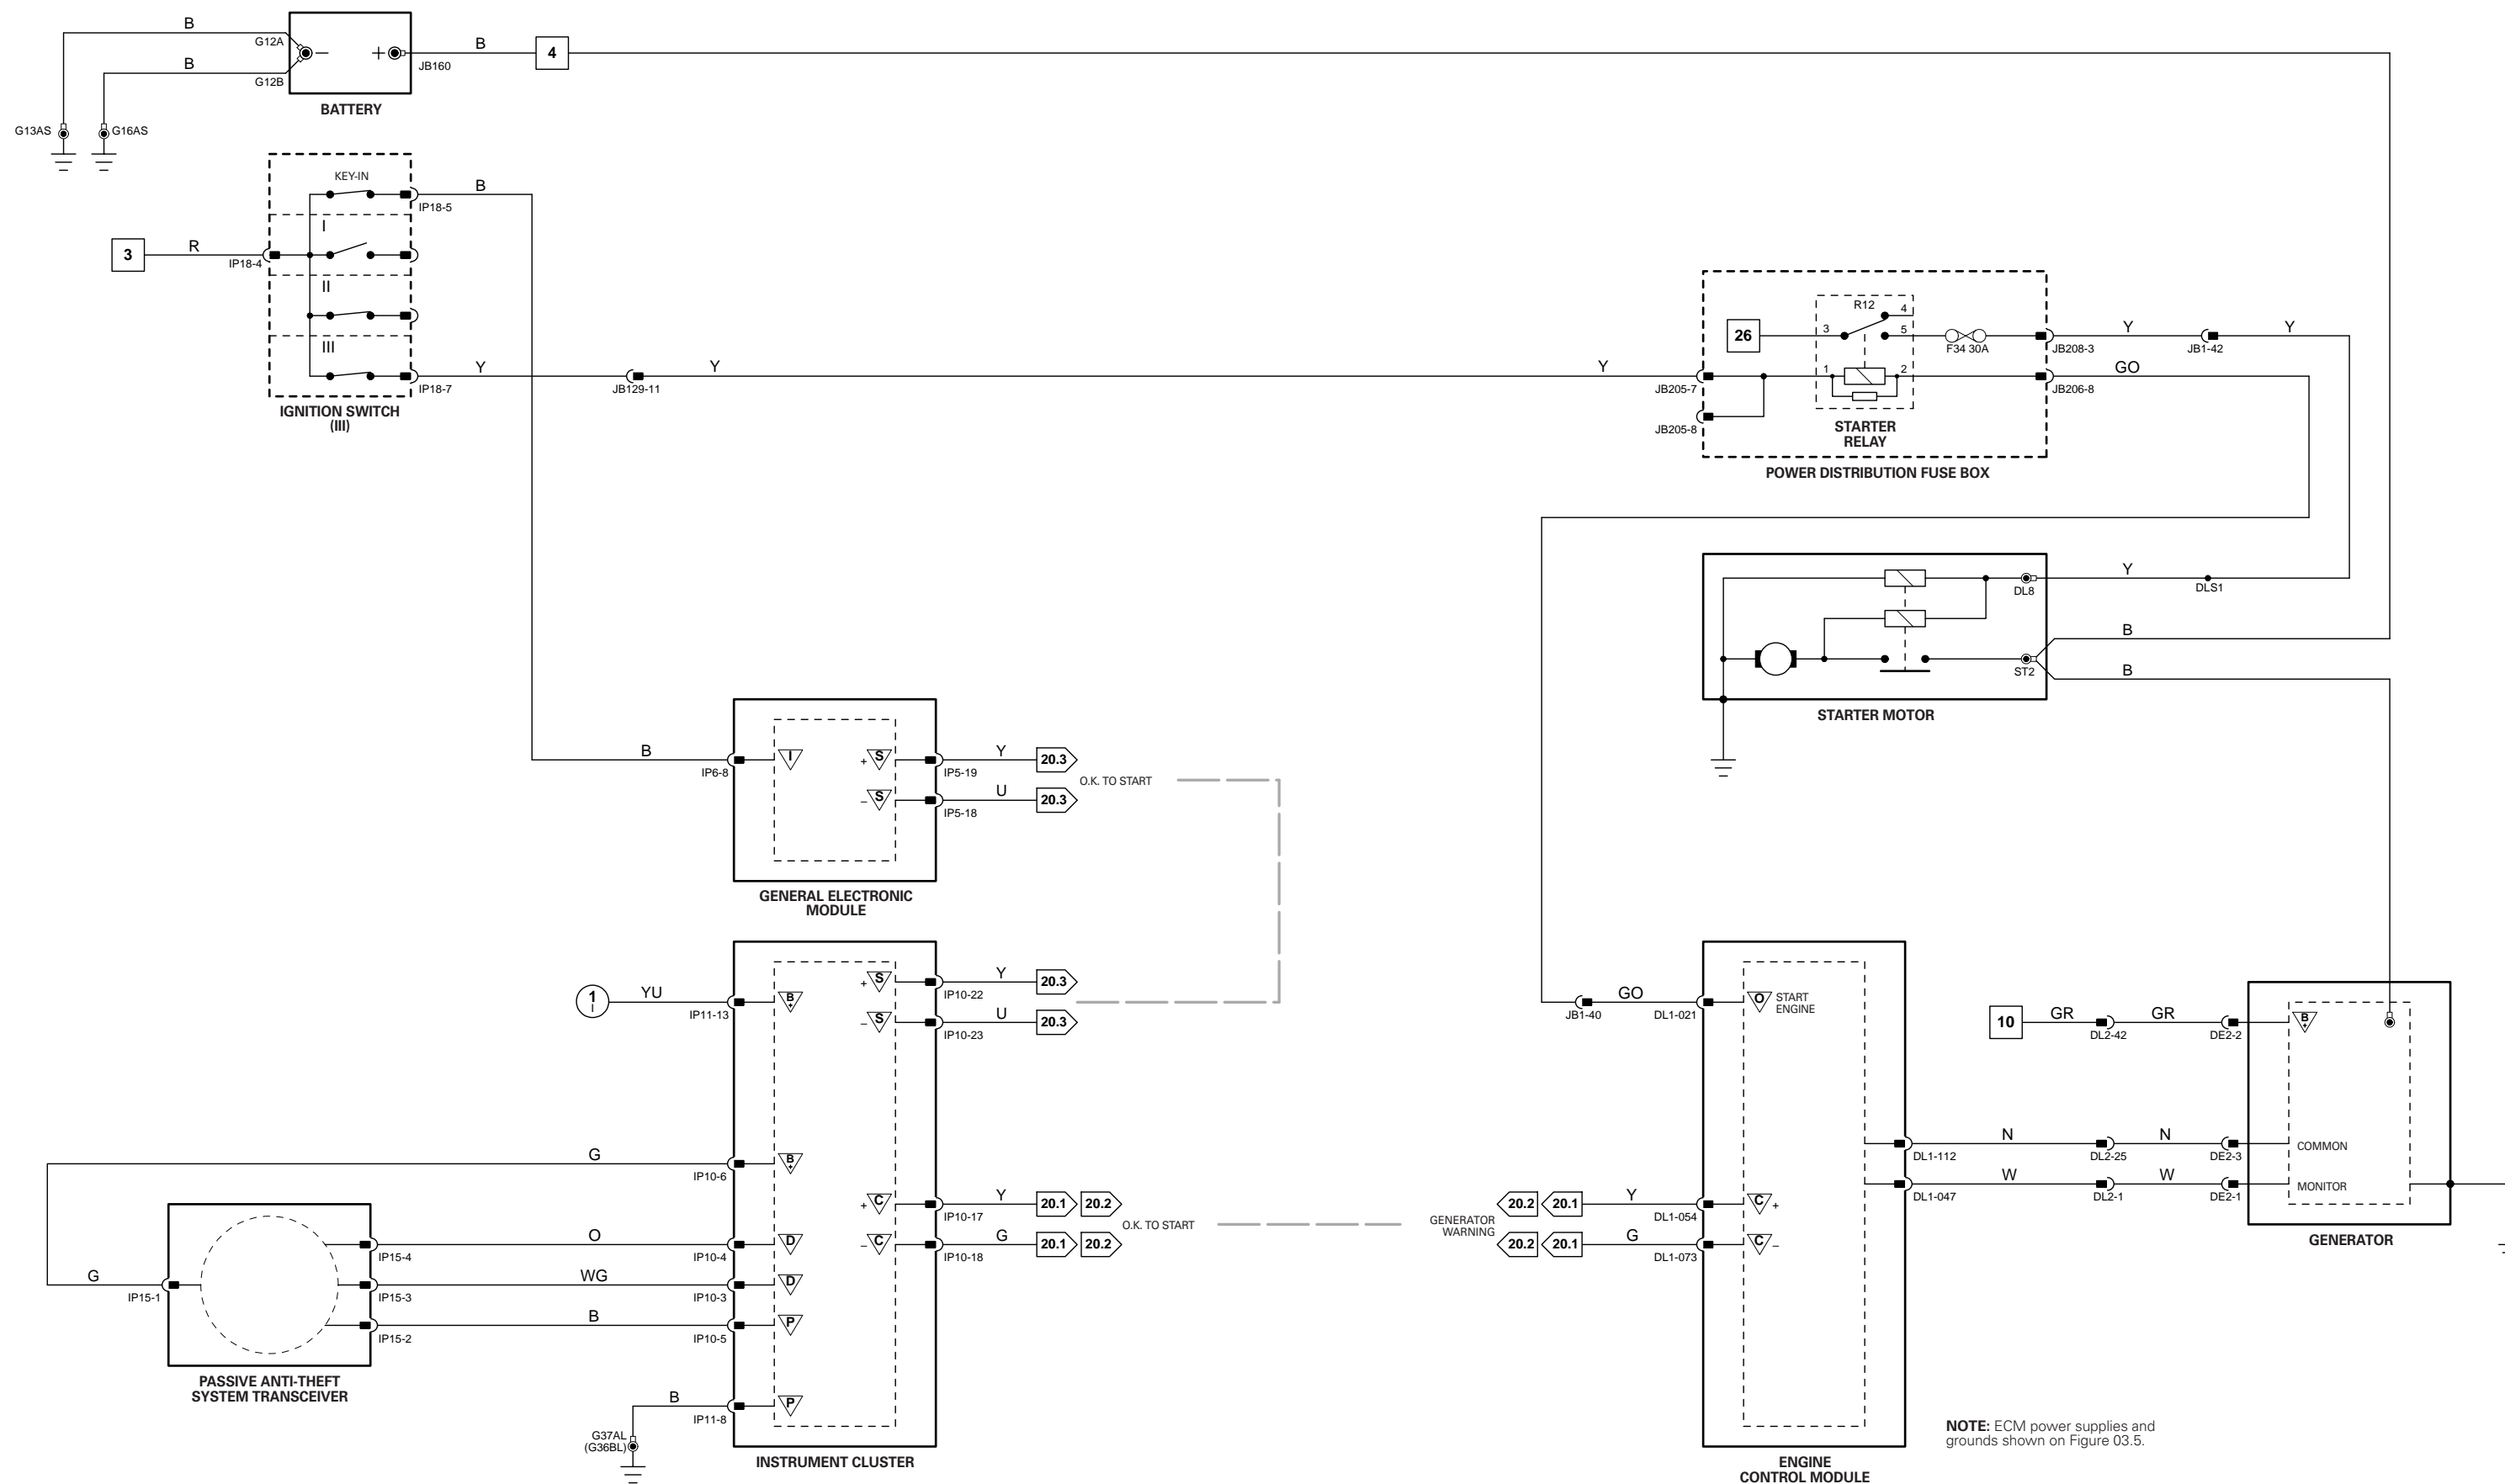 B
G12A
B
G12B
–
+
JB160
B
4
BATTERY
G13AS
G16AS
KEY-IN
IP18-5
B
I
3
R
IP18-4
II
III
Y
IP18-7
IGNITION SWITCH
(III)
JB129-11
Y
Y
JB205-7
JB205-8
26
R12
3
4
5
1
2
F34 30A
STARTER
RELAY
POWER DISTRIBUTION FUSE BOX
JB208-3
Y
JB1-42
Y
JB206-8
GO
DL8
Y
DLS1
B
ST2
B
STARTER MOTOR
B
IP6-8
I
+
S
IP5-19
Y
20.3
O.K. TO START
–
S
IP5-18
U
20.3
GENERAL ELECTRONIC
MODULE
1
I
YU
IP11-13
B
+
+
S
IP10-22
Y
20.3
–
S
IP10-23
U
20.3
G
IP10-6
B
+
+
C
IP10-17
Y
20.1
20.2
O.K. TO START
–
C
IP10-18
G
20.1
20.2
G
IP15-1
IP15-4
O
IP10-4
D
IP15-3
WG
IP10-3
D
IP15-2
B
IP10-5
P
PASSIVE ANTI-THEFT
SYSTEM TRANSCEIVER
B
IP11-8
P
G37AL
(G36BL)
INSTRUMENT CLUSTER
JB1-40
GO
DL1-021
O
START
ENGINE
GENERATOR
WARNING
20.2
20.1
Y
DL1-054
C
+
20.2
20.1
G
DL1-073
C
–
DL1-112
N
DL2-25
N
DE2-3
COMMON
DL1-047
W
DL2-1
W
DE2-1
MONITOR
10
GR
DL2-42
GR
DE2-2
B
+
GENERATOR
NOTE: ECM power supplies and
grounds shown on Figure 03.5.
ENGINE
CONTROL MODULE